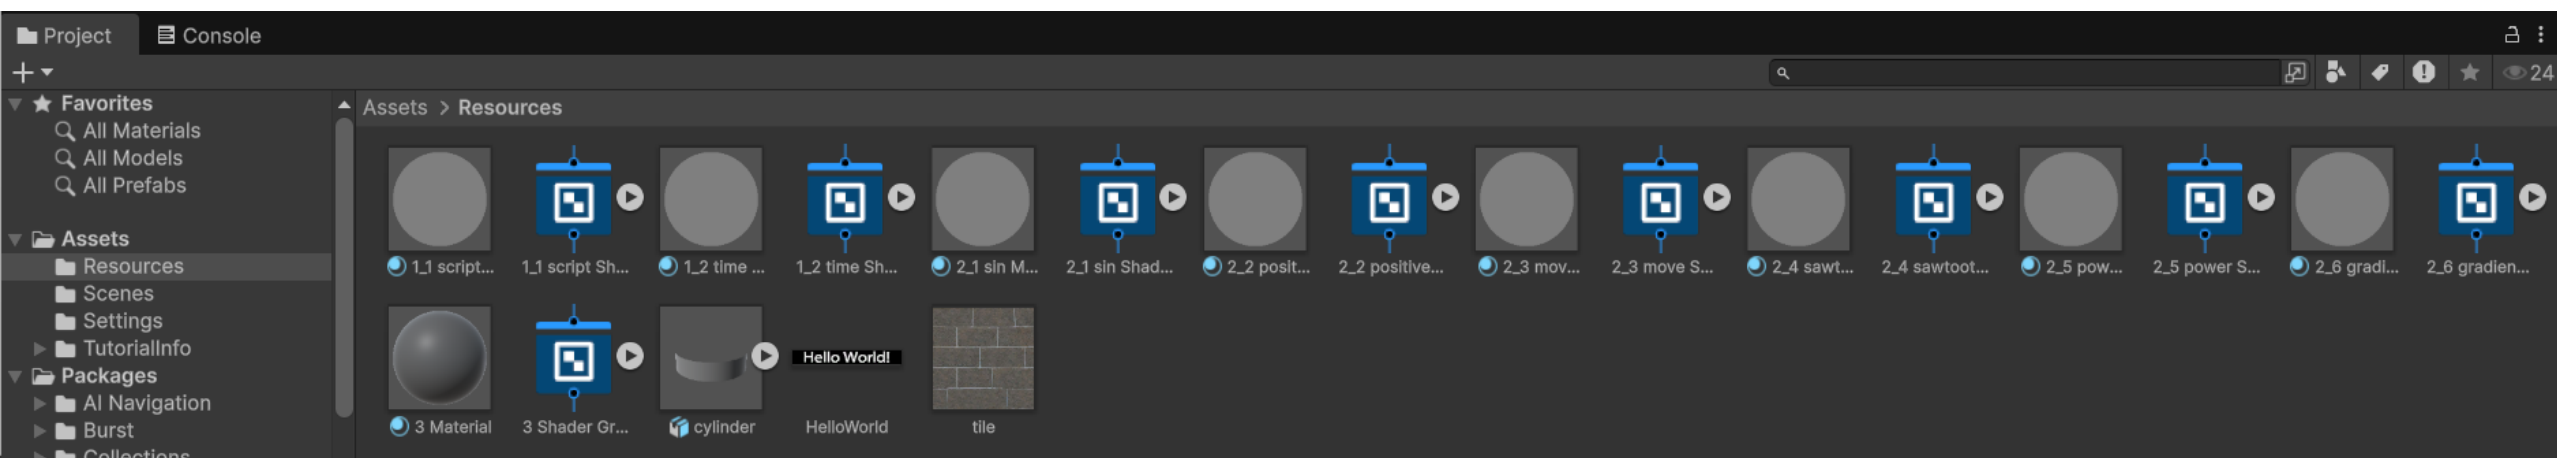 Project Console
24
Favorites
All Materials
All Models
All Prefabs
Assets
Resources
Scenes
Settings
TutorialInfo
Packages
AI Navigation
Burst
Collections
Assets > Resources
1_1 script... 1_1 script Sh... 1_2 time ... 1_2 time Sh... 2_1 sin M... 2_1 sin Shad... 2_2 posit... 2_2 positive... 2_3 mov... 2_3 move S... 2_4 sawt... 2_4 sawtoot... 2_5 pow... 2_5 power S... 2_6 gradi... 2_6 gradien...
Hello World!
3 Material 3 Shader Gr... cylinder HelloWorld tile